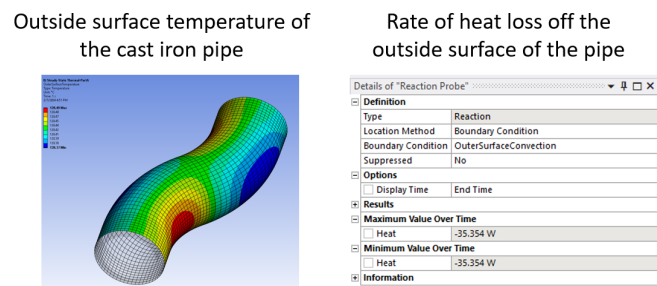 Outside surface temperature of
the cast iron pipe
Rate of heat loss off the
outside surface of the pipe
Details of "Reaction Probe"
Definition
Type Reaction
Location Method Boundary Condition
Boundary Condition OuterSurfaceConvection
Suppressed No
Options
Display Time End Time
Results
Maximum Value Over Time
Heat -35.354 W
Minimum Value Over Time
Heat -35.354 W
Information